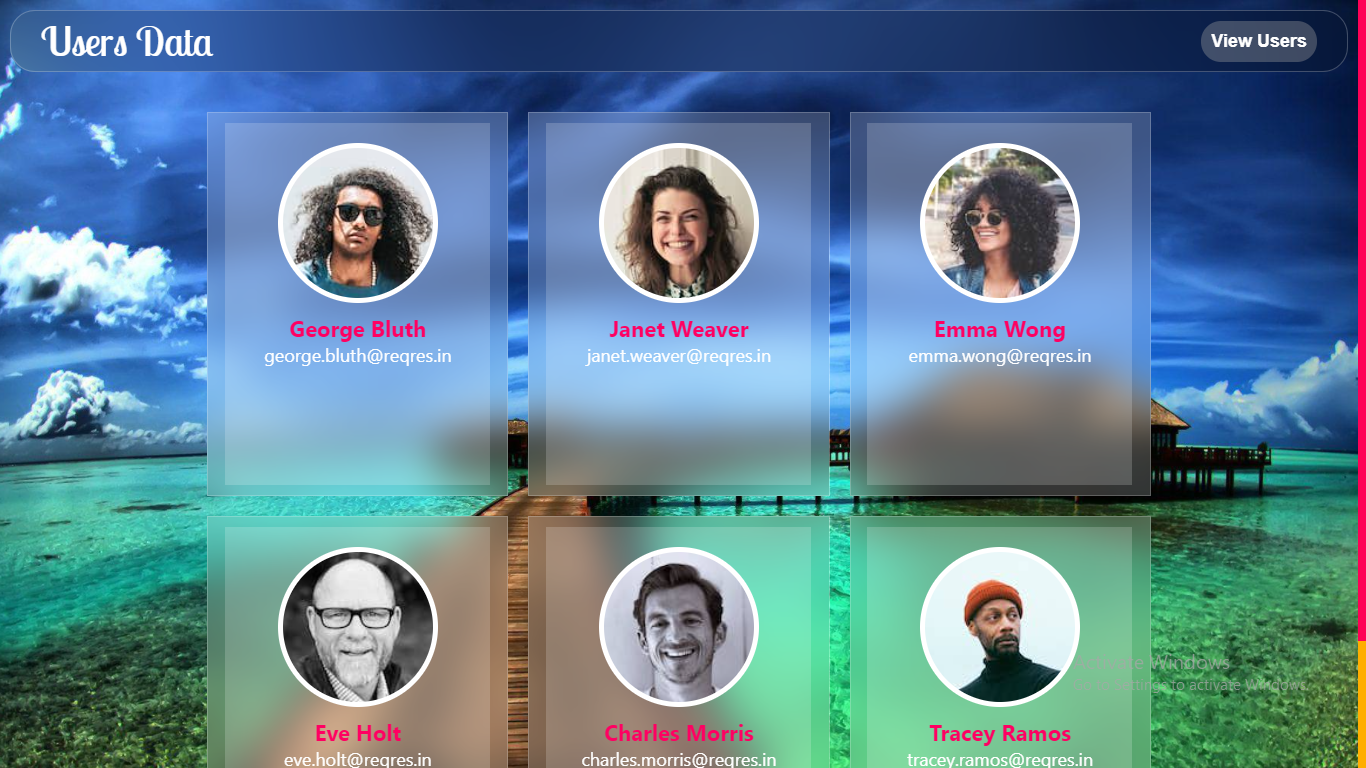 Users Data
View Users
George Bluth
george.bluth@reqres.in
Janet Weaver
janet.weaver@reqres.in
Emma Wong
emma.wong@reqres.in
Eve Holt
eve.holt@reqres.in
Charles Morris
charles.morris@reqres.in
Tracey Ramos
tracey.ramos@reqres.in
Activate Windows
Go to Settings to activate Windows.